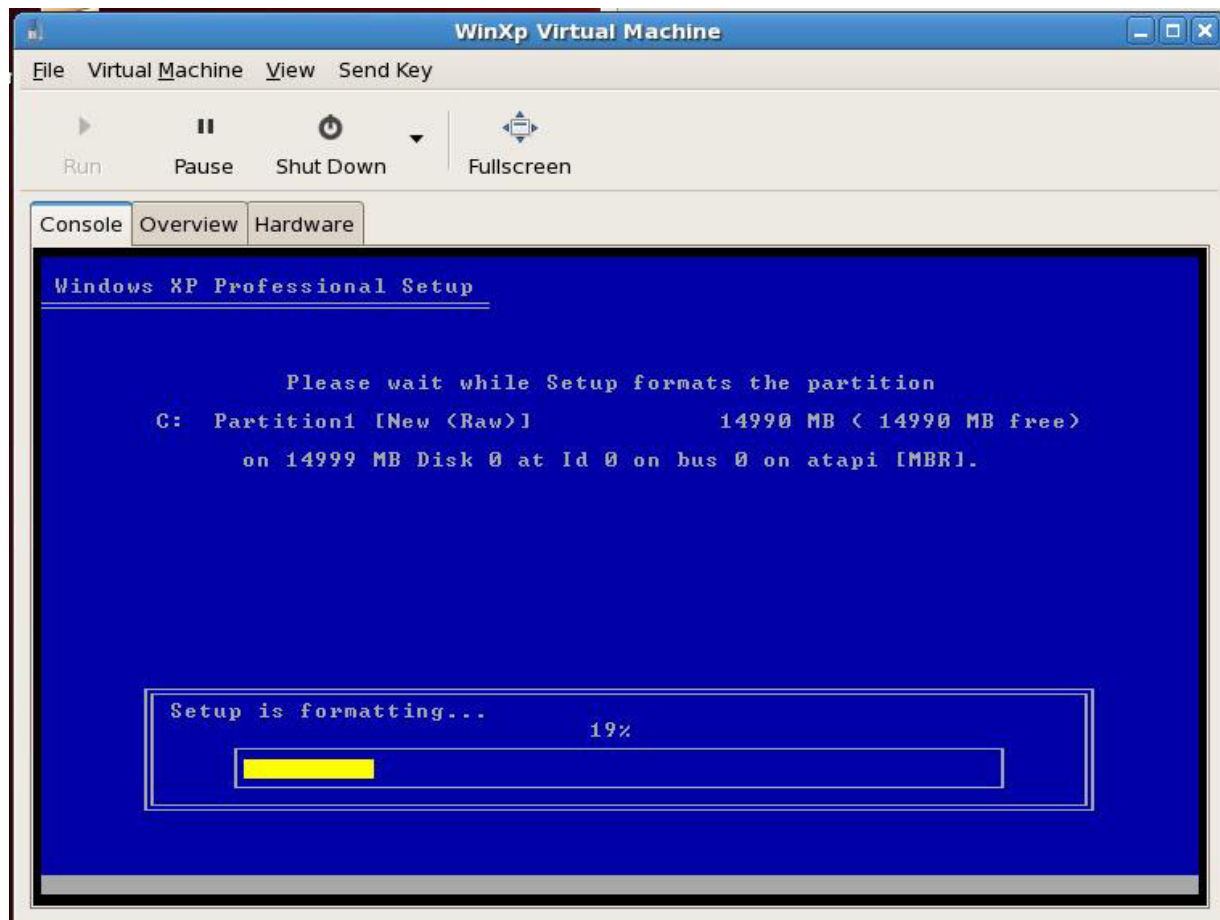 WinXp Virtual Machine
File Virtual Machine View Send Key
Run Pause Shut Down Fullscreen
Console Overview Hardware
Windows XP Professional Setup
Please wait while Setup formats the partition
C: Partition1 [New (Raw)] 14990 MB ( 14990 MB free)
on 14999 MB Disk 0 at Id 0 on bus 0 on atapi [MBR].
Setup is formatting...
19%